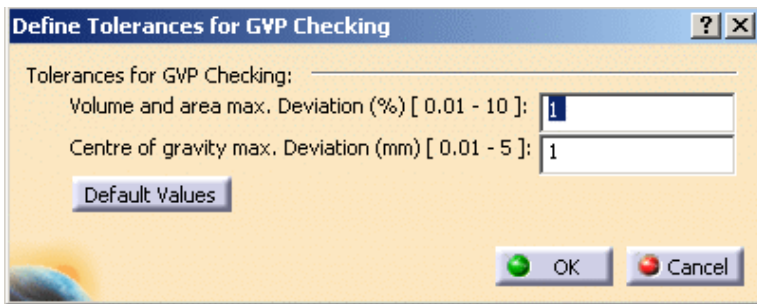 Define Tolerances for GVP Checking
Tolerances for GVP Checking:
Volume and area max. Deviation (%) [ 0.01 - 10 ]: 1
Centre of gravity max. Deviation (mm) [ 0.01 - 5 ]: 1
Default Values
OK Cancel